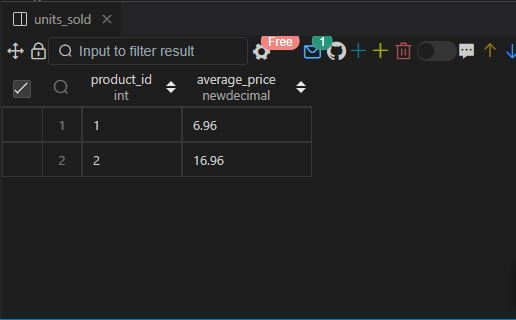 units_sold
Input to filter result
Free
1
product_id
int
average_price
newdecimal
1 1 6.96
2 2 16.96